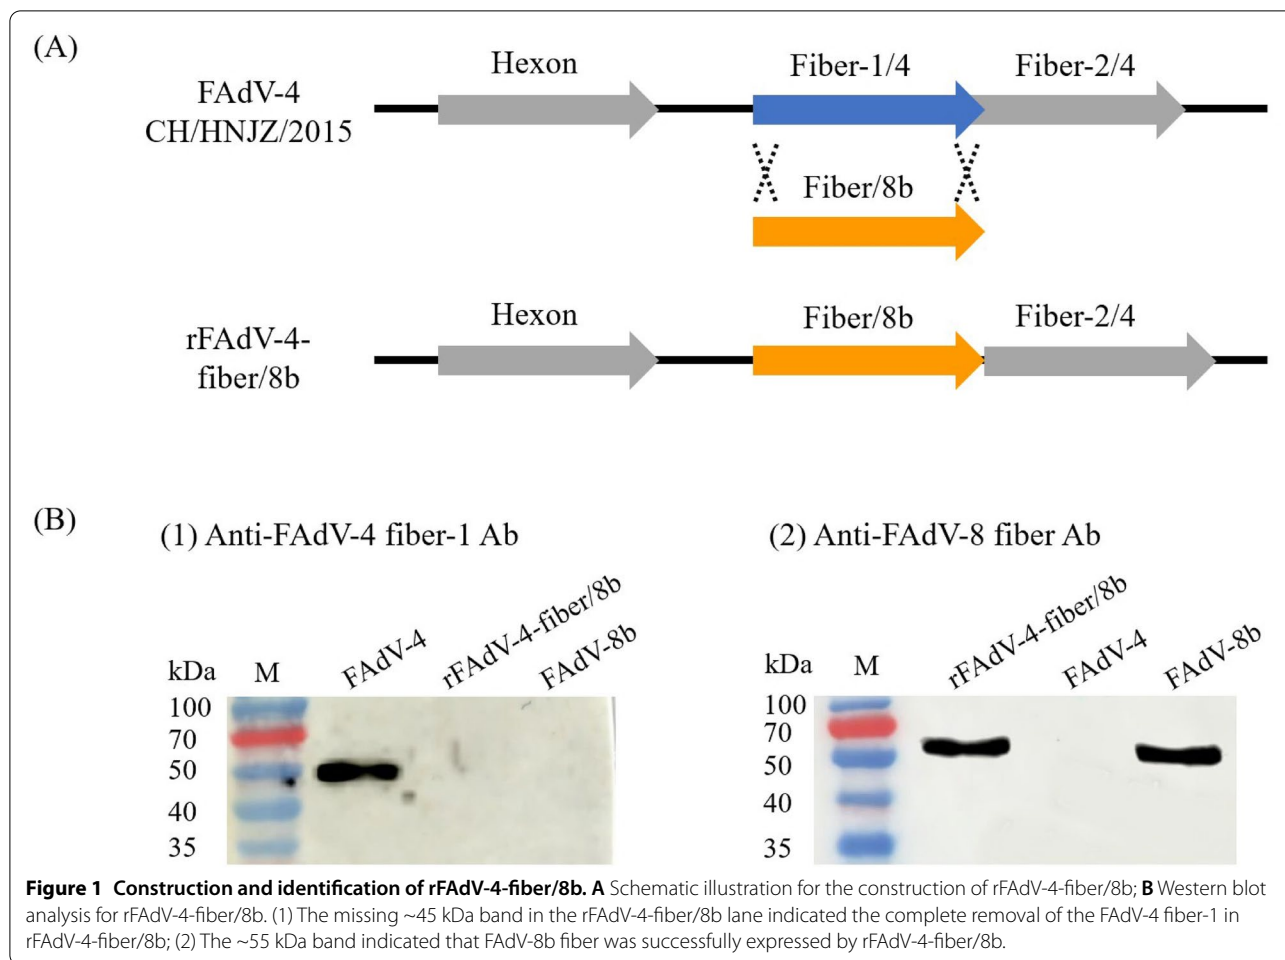 (A)
Hexon
Fiber-1/4
Fiber-2/4
FAdV-4
CH/HNJZ/2015
Fiber/8b
Hexon
Fiber/8b
Fiber-2/4
rFAdV-4-
fiber/8b
(B)
(1) Anti-FAdV-4 fiber-1 Ab
kDa
M
FAdV-4
rFAdV-4-fiber/8b
FAdV-8b
100
70
50
40
35
(2) Anti-FAdV-8 fiber Ab
kDa
M
rFAdV-4-fiber/8b
FAdV-4
FAdV-8b
100
70
50
40
35
Figure 1 Construction and identification of rFAdV-4-fiber/8b. A Schematic illustration for the construction of rFAdV-4-fiber/8b; B Western blot
analysis for rFAdV-4-fiber/8b. (1) The missing ~45 kDa band in the rFAdV-4-fiber/8b lane indicated the complete removal of the FAdV-4 fiber-1 in
rFAdV-4-fiber/8b; (2) The ~55 kDa band indicated that FAdV-8b fiber was successfully expressed by rFAdV-4-fiber/8b.